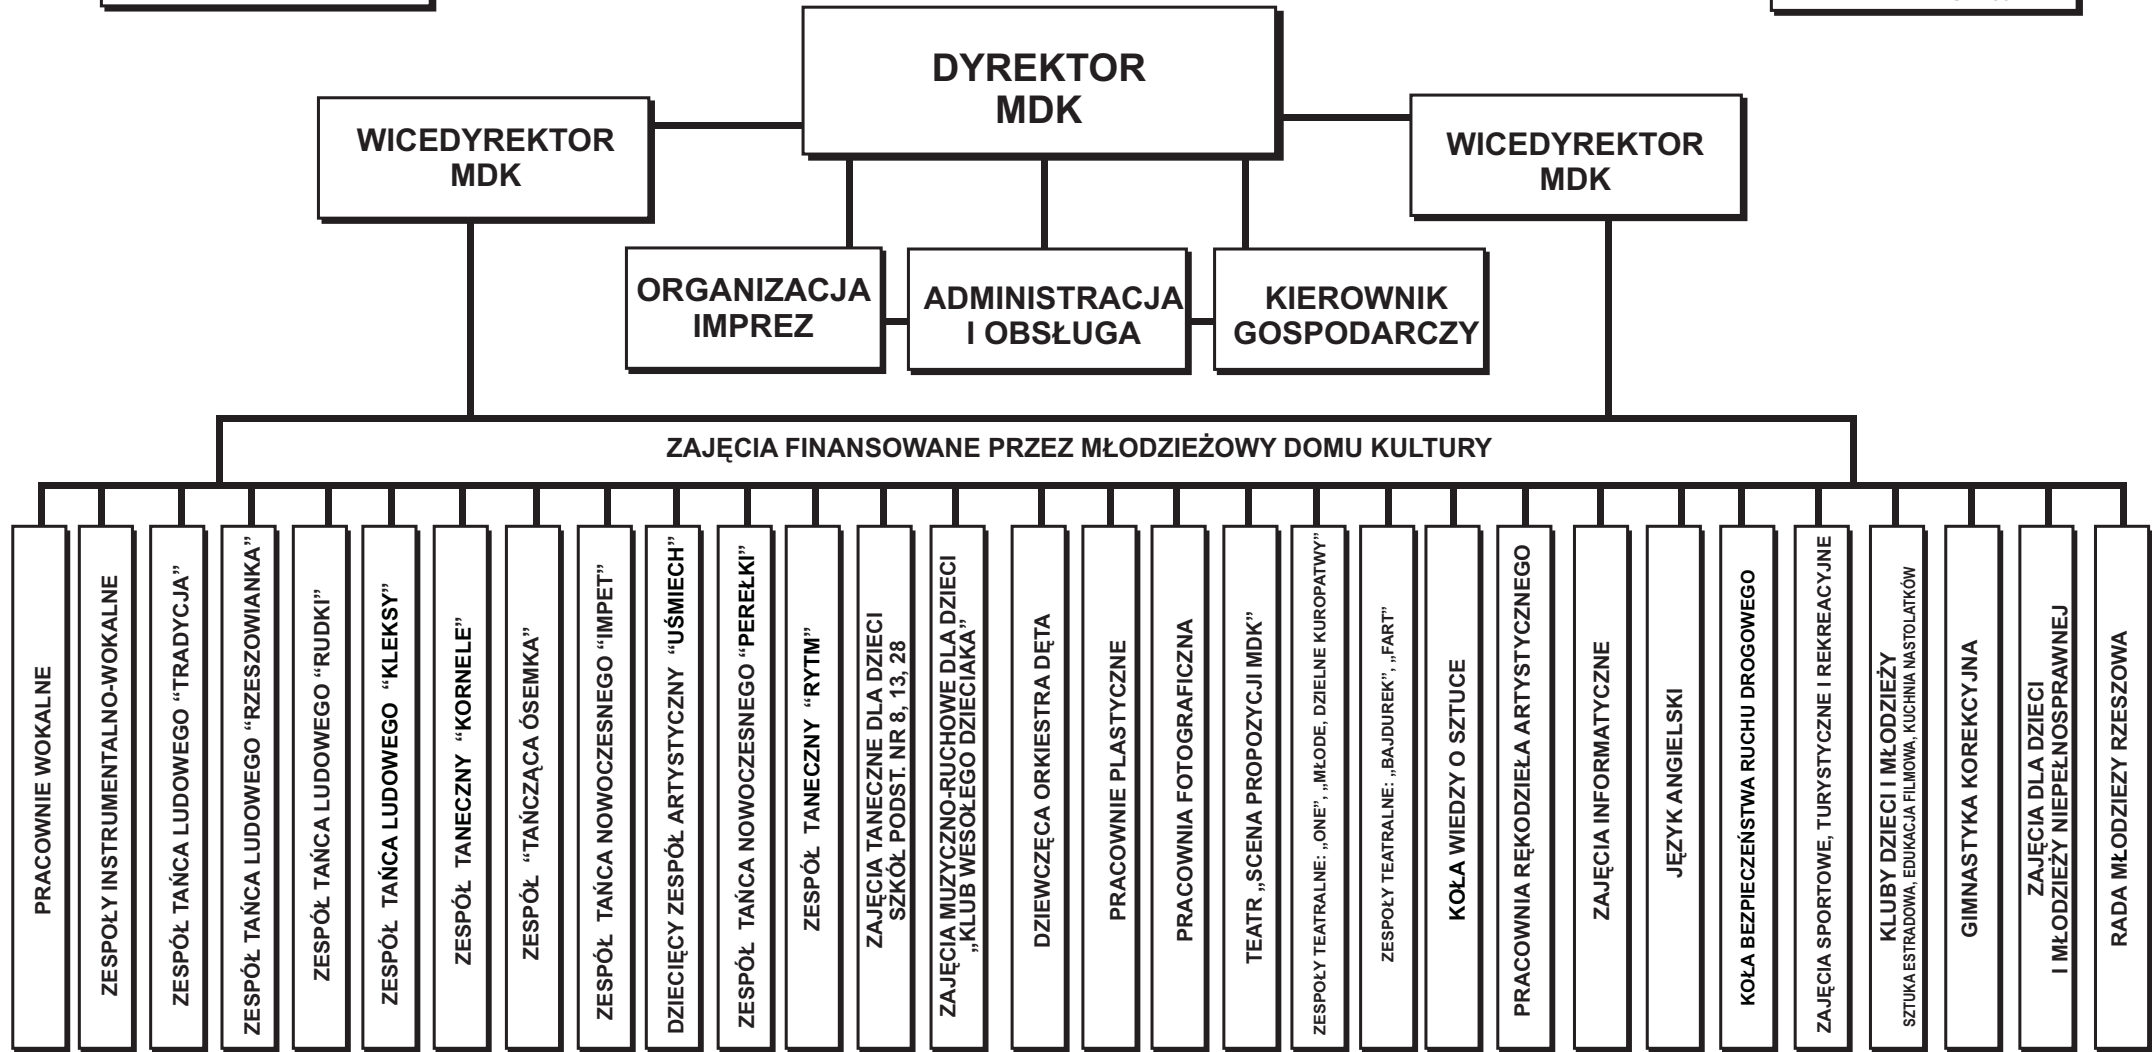 DYREKTOR
MDK
WICEDYREKTOR
MDK
WICEDYREKTOR
MDK
ORGANIZACJA
IMPREZ
ADMINISTRACJA
I OBSŁUGA
KIEROWNIK
GOSPODARCZY
ZAJĘCIA FINANSOWANE PRZEZ MŁODZIEŻOWY DOMU KULTURY
PRACOWNIE WOKALNE
ZESPOŁY INSTRUMENTALNO-WOKALNE
ZESPÓŁ TAŃCA LUDOWEGO “TRADYCJA”
ZESPÓŁ TAŃCA LUDOWEGO “RZESZOWIANKA”
ZESPÓŁ TAŃCA LUDOWEGO “RUDKI”
ZESPÓŁ TAŃCA LUDOWEGO “KLEKSY”
ZESPÓŁ TANECZNY “KORNELE”
ZESPÓŁ “TAŃCZĄCA ÓSEMKA”
ZESPÓŁ TAŃCA NOWOCZESNEGO “IMPET”
DZIECIĘCY ZESPÓŁ ARTYSTYCZNY “UŚMIECH”
ZESPÓŁ TAŃCA NOWOCZESNEGO “PEREŁKI”
ZESPÓŁ TANECZNY “RYTM”
ZAJĘCIA TANECZNE DLA DZIECI
SZKÓŁ PODST. NR 8, 13, 28
ZAJĘCIA MUZYCZNO-RUCHOWE DLA DZIECI
„KLUB WESOŁEGO DZIECIAKA”
DZIEWCZĘCA ORKIESTRA DĘTA
PRACOWNIE PLASTYCZNE
PRACOWNIA FOTOGRAFICZNA
TEATR „SCENA PROPOZYCJI MDK”
ZESPOŁY TEATRALNE: „ONE”, „MŁODE, DZIELNE KUROPATWY”
ZESPOŁY TEATRALNE: „BAJDUREK”, „FART”
KOŁA WIEDZY O SZTUCE
PRACOWNIA RĘKODZIEŁA ARTYSTYCZNEGO
ZAJĘCIA INFORMATYCZNE
JĘZYK ANGIELSKI
KOŁA BEZPIECZEŃSTWA RUCHU DROGOWEGO
ZAJĘCIA SPORTOWE, TURYSTYCZNE I REKREACYJNE
KLUBY DZIECI I MŁODZIEŻY
SZTUKA ESTRADOWA, EDUKACJA FILMOWA, KUCHNIA NASTOLATKÓW
GIMNASTYKA KOREKCYJNA
ZAJĘCIA DLA DZIECI
I MŁODZIEŻY NIEPEŁNOSPRAWNEJ
RADA MŁODZIEZY RZESZOWA